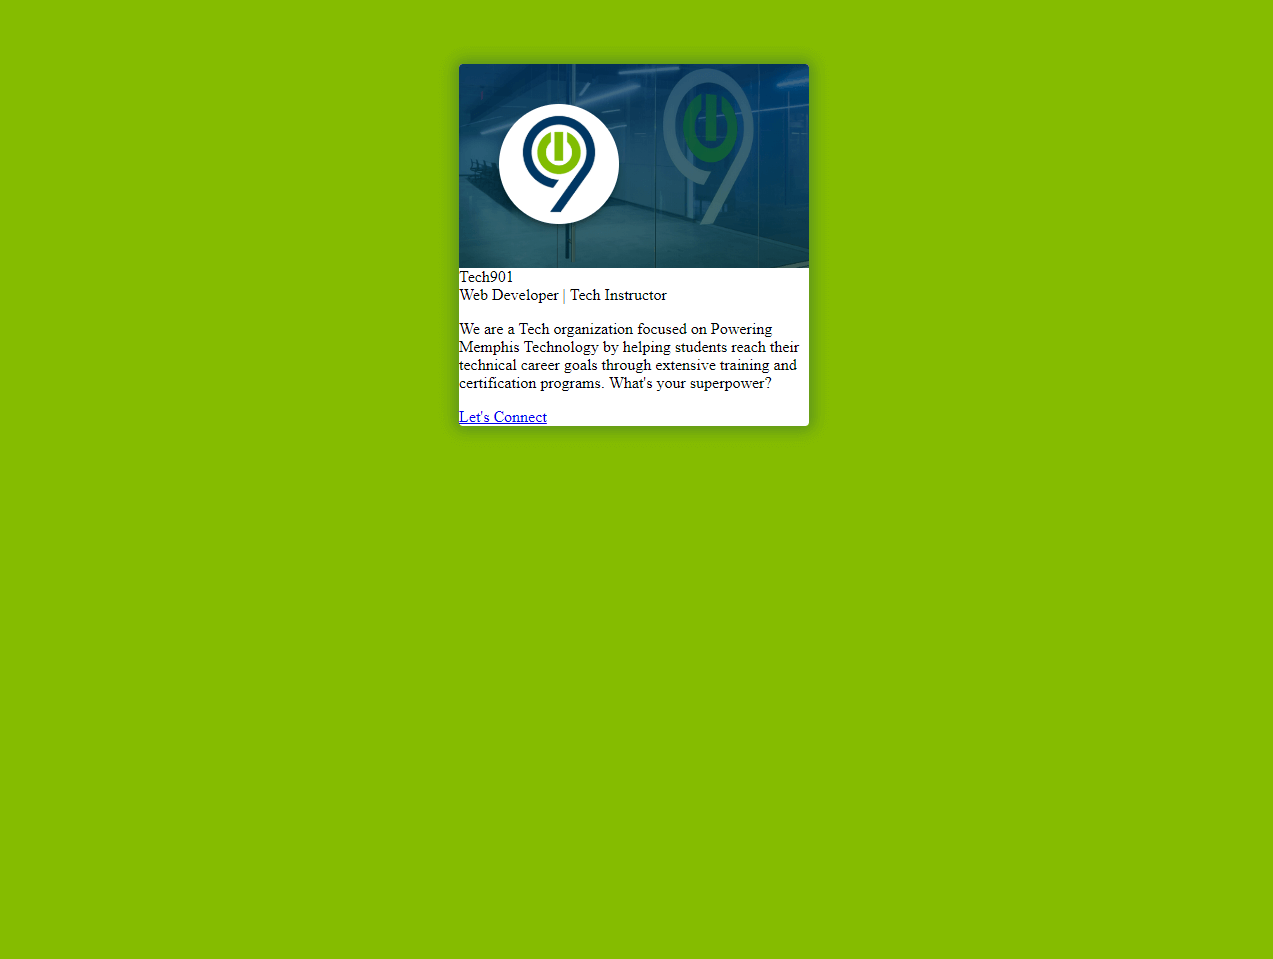 Tech901
Web Developer | Tech Instructor
We are a Tech organization focused on Powering
Memphis Technology by helping students reach their
technical career goals through extensive training and
certification programs. What's your superpower?
Let's Connect